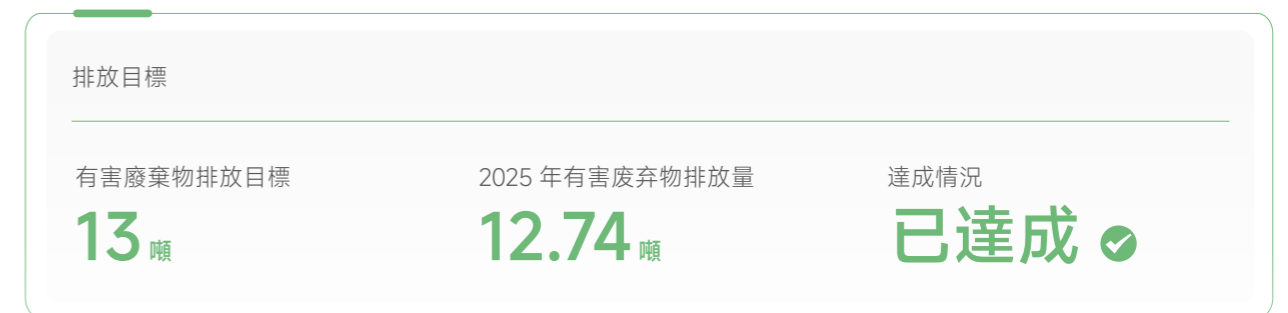 排放目標
有害廢棄物排放目標
13 噸
2025 年有害废弃物排放量
12.74 噸
達成情況
已達成